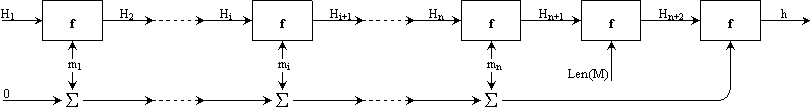 H₁ f H₂ Hᵢ f Hᵢ₊₁ Hₙ f Hₙ₊₁ f Hₙ₊₂ f h
m₁ mᵢ mₙ
Len(M)
0 Σ Σ Σ